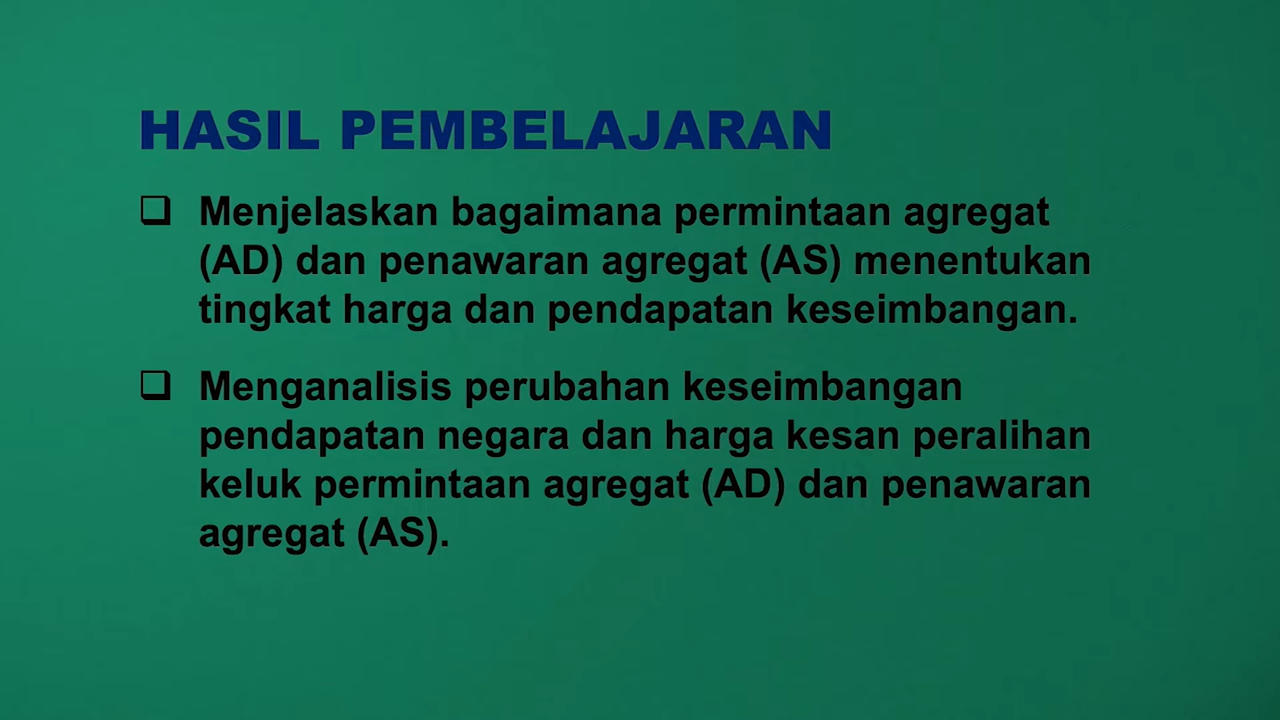 HASIL PEMBELAJARAN
Menjelaskan bagaimana permintaan agregat
(AD) dan penawaran agregat (AS) menentukan
tingkat harga dan pendapatan keseimbangan.
Menganalisis perubahan keseimbangan
pendapatan negara dan harga kesan peralihan
keluk permintaan agregat (AD) dan penawaran
agregat (AS).